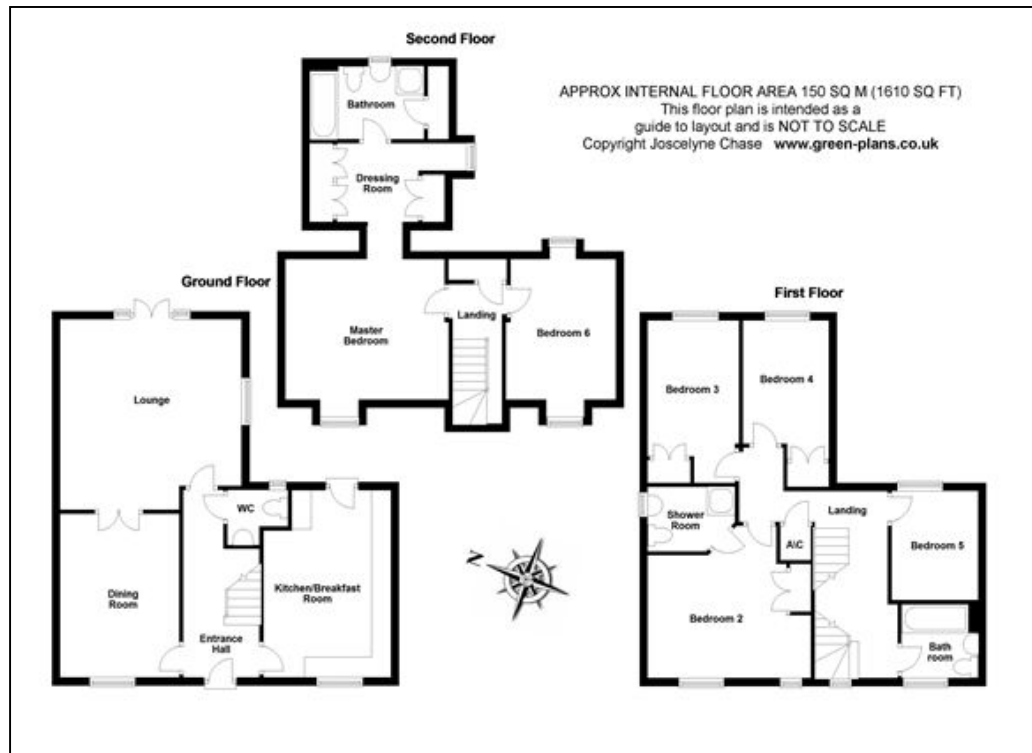 Second Floor
APPROX INTERNAL FLOOR AREA 150 SQ M (1610 SQ FT)
This floor plan is intended as a
guide to layout and is NOT TO SCALE
Copyright Joscelyne Chase www.green-plans.co.uk
Bathroom
Dressing
Room
Master
Bedroom
Landing
Bedroom 6
Ground Floor
Lounge
WC
Dining
Room
Kitchen/Breakfast
Room
Entrance
Hall
N
First Floor
Bedroom 3
Bedroom 4
Shower
Room
Landing
A\C
Bedroom 5
Bedroom 2
Bath
room